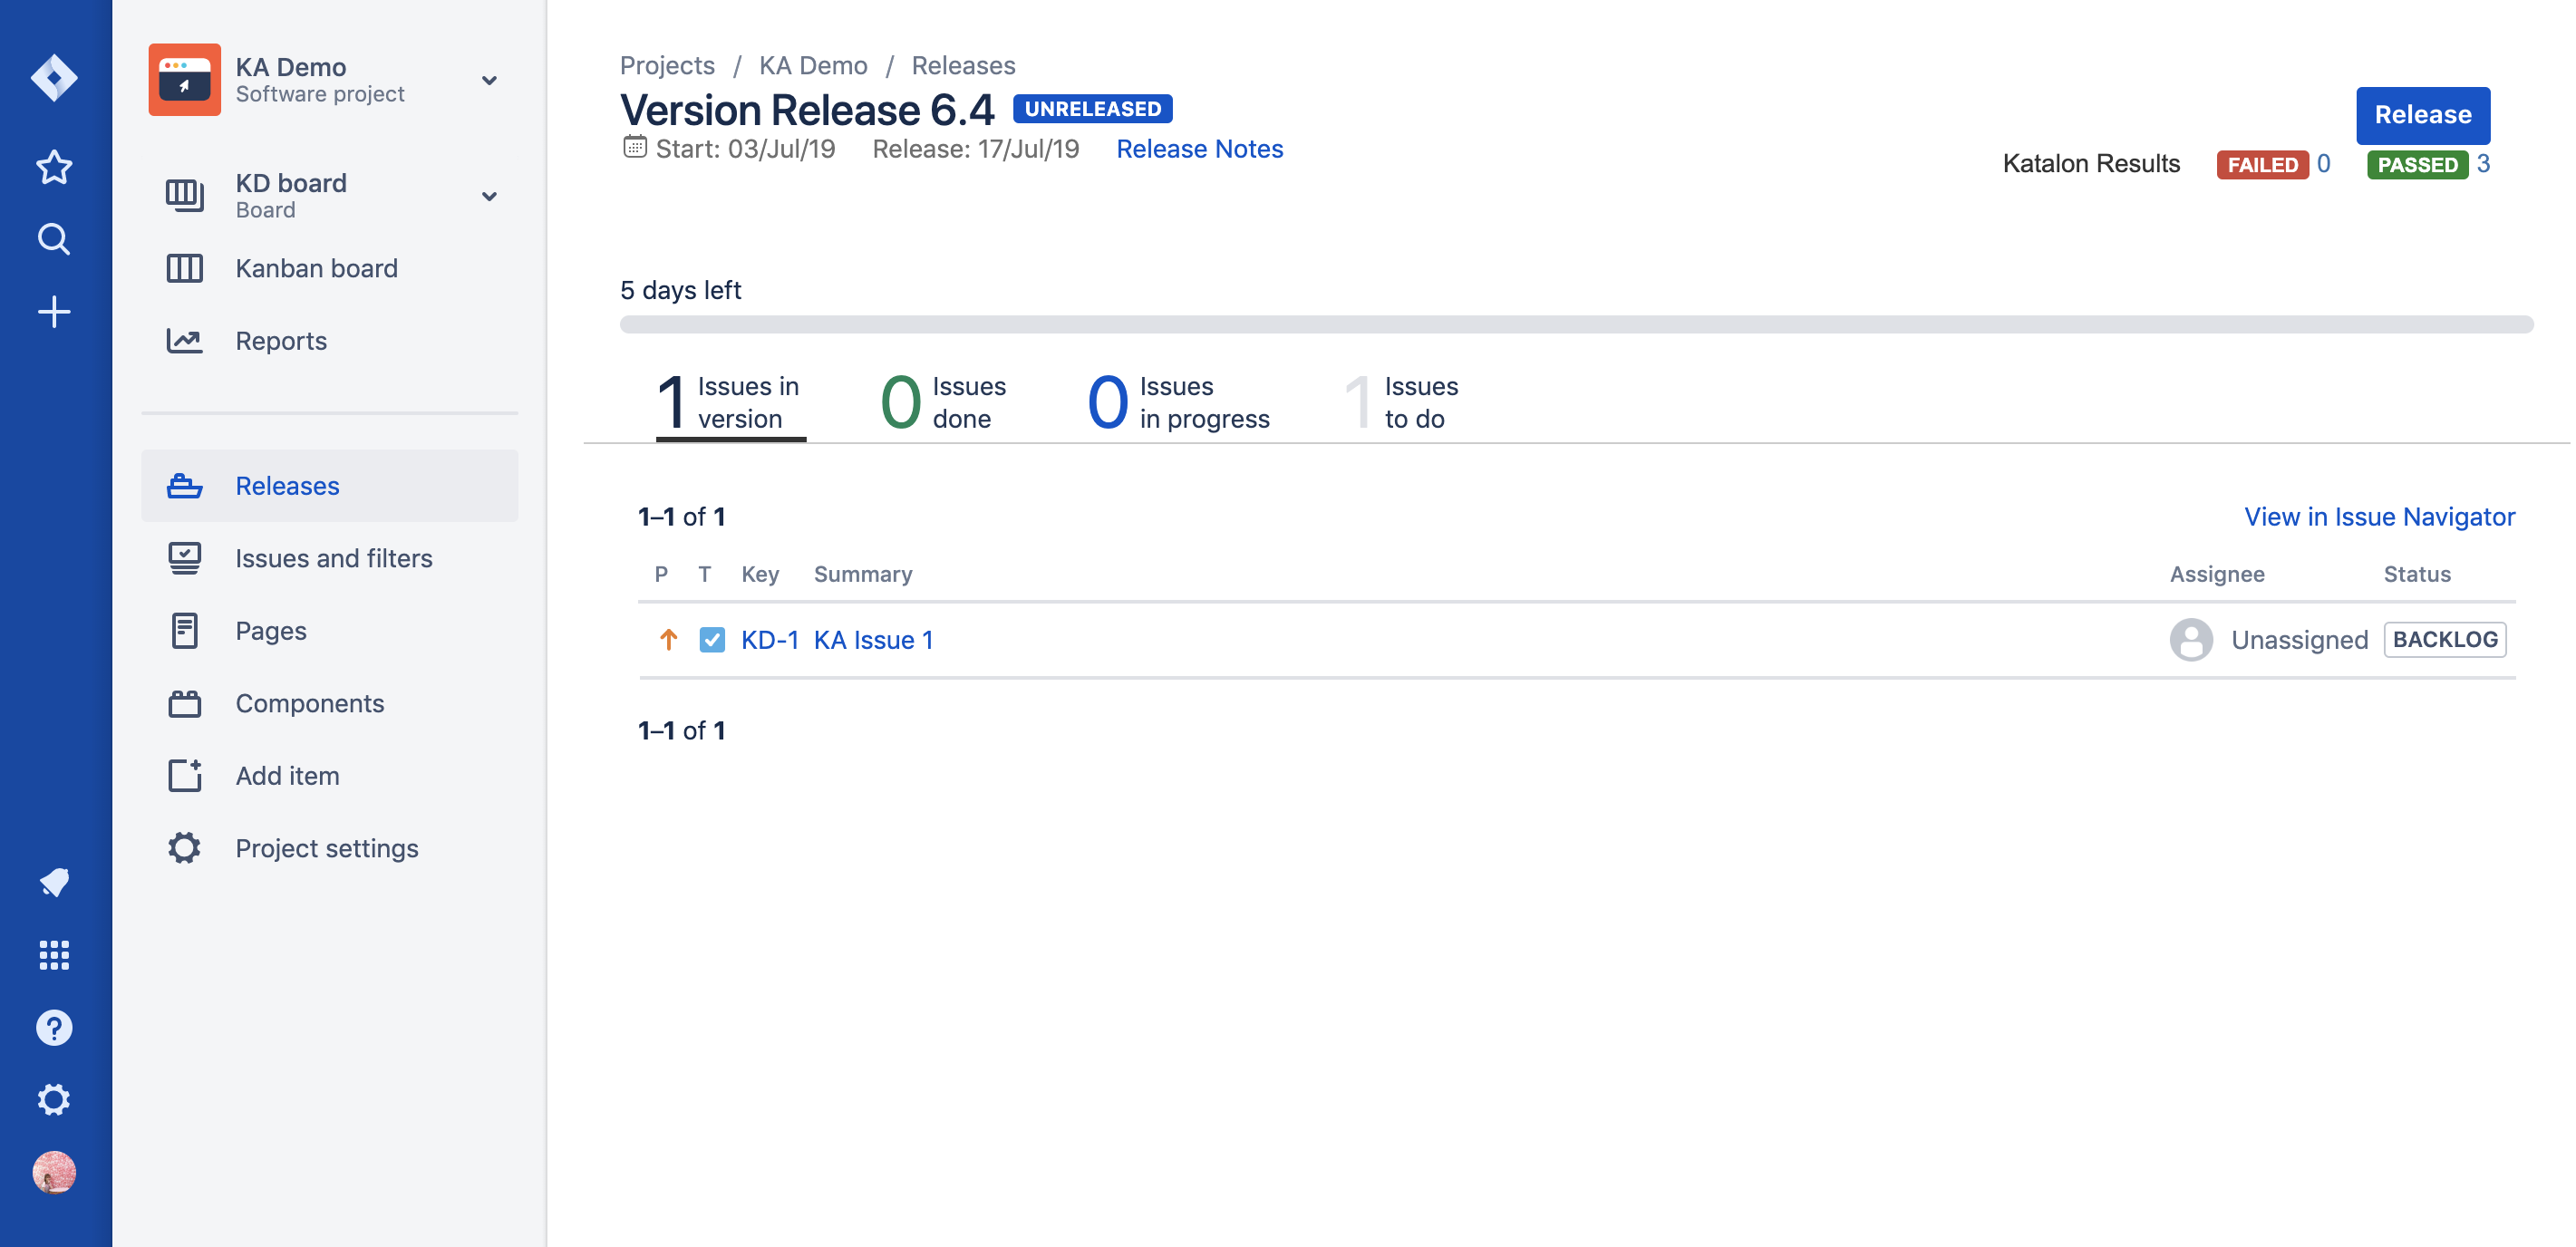 KA Demo
Software project
KD board
Board
Kanban board
Reports
Releases
Issues and filters
Pages
Components
Add item
Project settings
Projects / KA Demo / Releases
Version Release 6.4 UNRELEASED
Release
Start: 03/Jul/19 Release: 17/Jul/19 Release Notes
Katalon Results FAILED 0 PASSED 3
5 days left
1 Issues in version
0 Issues done
0 Issues in progress
1 Issues to do
1–1 of 1 View in Issue Navigator
P T Key Summary Assignee Status
KD-1 KA Issue 1 Unassigned BACKLOG
1–1 of 1